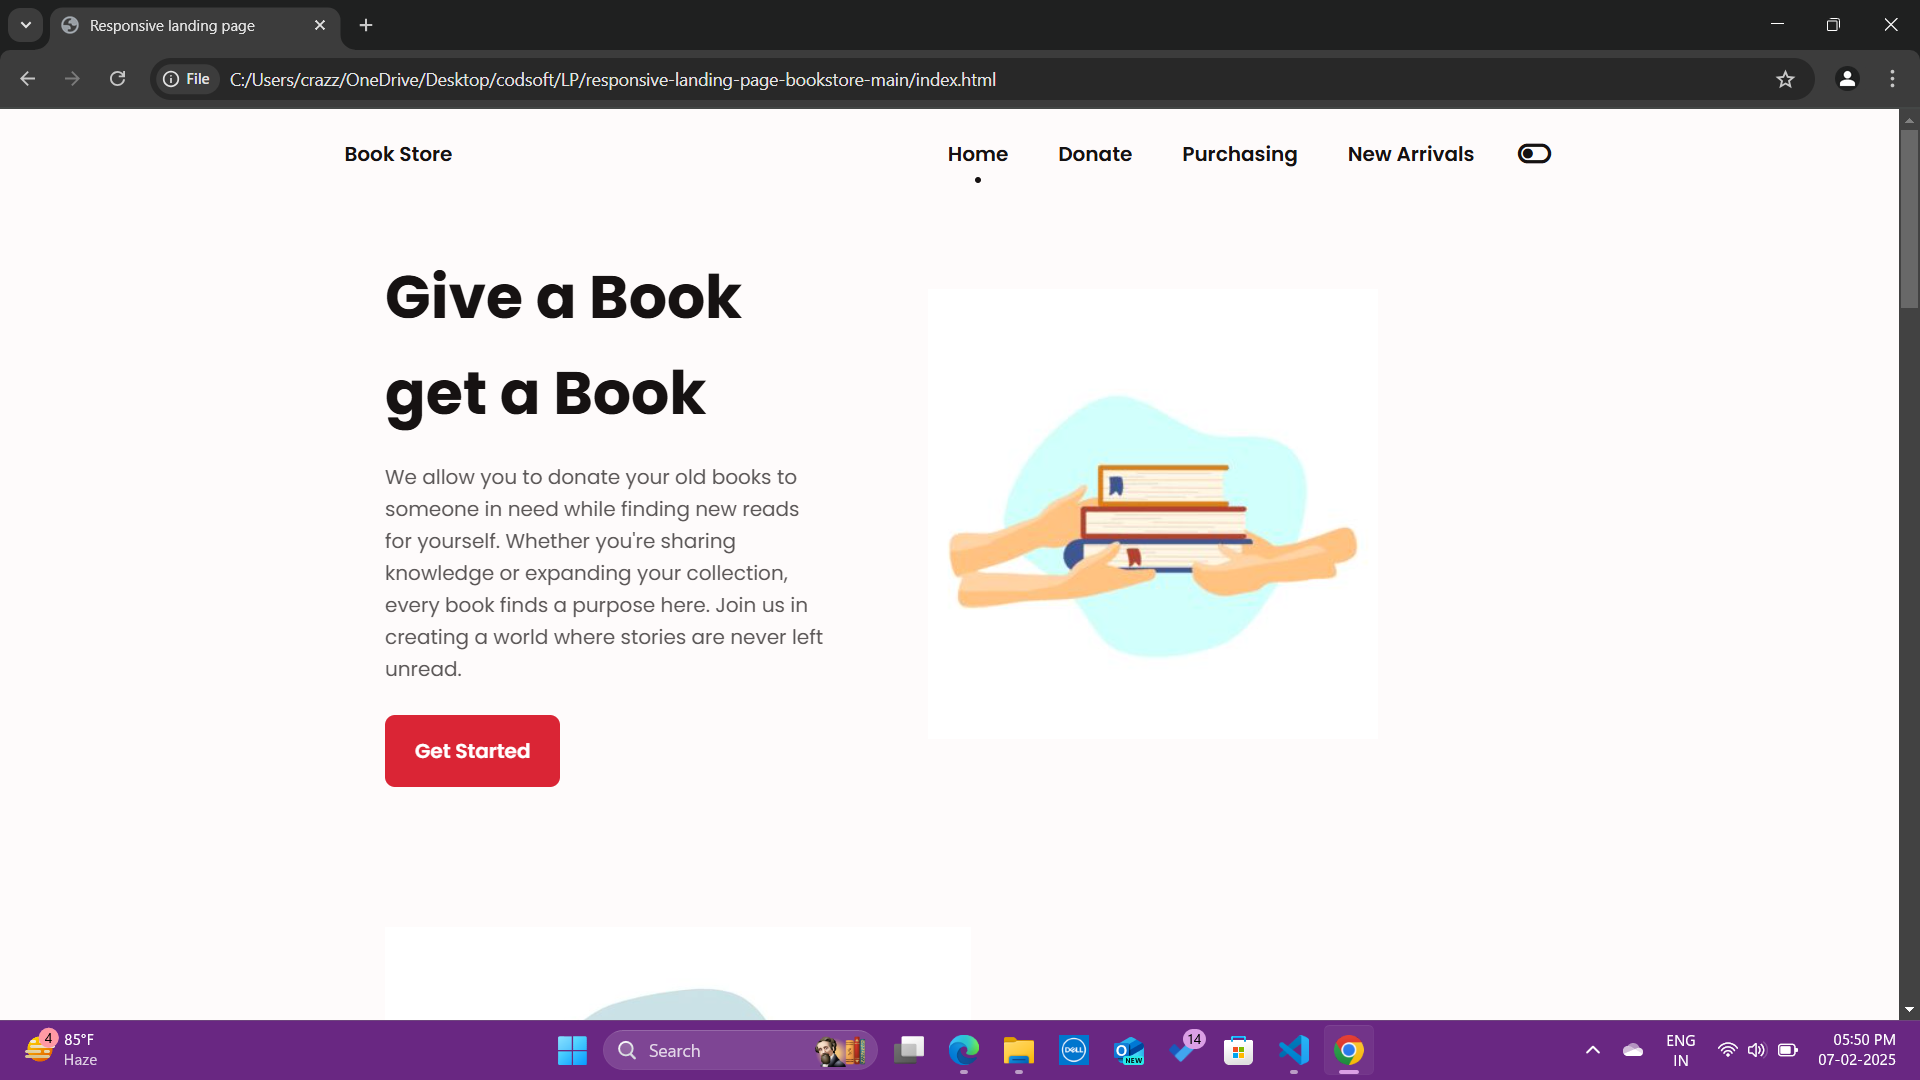 Responsive landing page
File
C:/Users/crazz/OneDrive/Desktop/codsoft/LP/responsive-landing-page-bookstore-main/index.html
Book Store
Home
Donate
Purchasing
New Arrivals
Give a Book
get a Book
We allow you to donate your old books to
someone in need while finding new reads
for yourself. Whether you're sharing
knowledge or expanding your collection,
every book finds a purpose here. Join us in
creating a world where stories are never left
unread.
Get Started
4
85°F
Haze
Search
DELL
O
NEW
14
ENG
IN
05:50 PM
07-02-2025